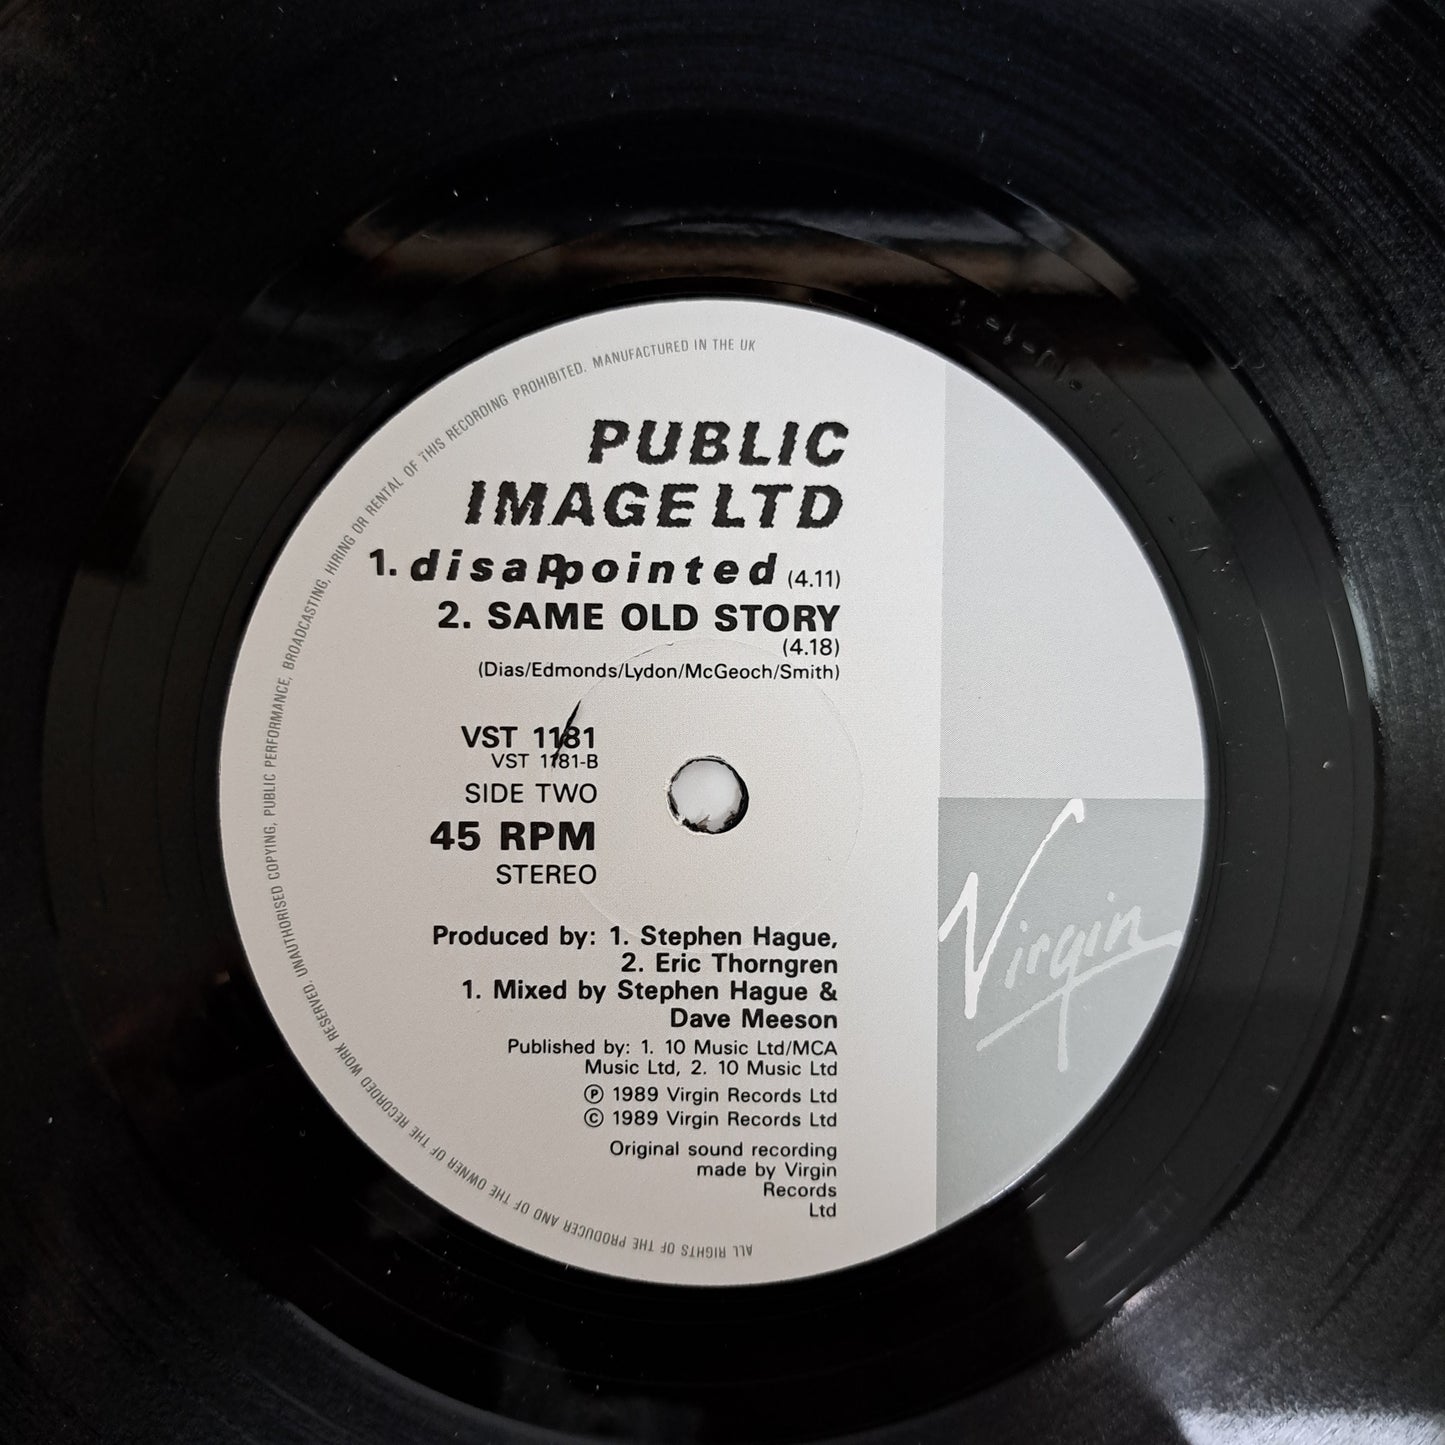 PUBLIC
IMAGE LTD
1. disappointed (4.11)
2. SAME OLD STORY
(4.18)
(Dias/Edmonds/Lydon/McGeoch/Smith)
VST 1181
VST 1181-B
SIDE TWO
45 RPM
STEREO
Produced by: 1. Stephen Hague,
2. Eric Thorngren
1. Mixed by Stephen Hague &
Dave Meeson
Published by: 1. 10 Music Ltd/MCA
Music Ltd, 2. 10 Music Ltd
Ⓟ 1989 Virgin Records Ltd
© 1989 Virgin Records Ltd
Original sound recording
made by Virgin
Records
Ltd
Virgin
ALL RIGHTS OF THE PRODUCER AND OF THE OWNER OF THE RECORDED WORK RESERVED. UNAUTHORISED COPYING, PUBLIC PERFORMANCE, BROADCASTING, HIRING OR RENTAL OF THIS RECORDING PROHIBITED. MANUFACTURED IN THE UK